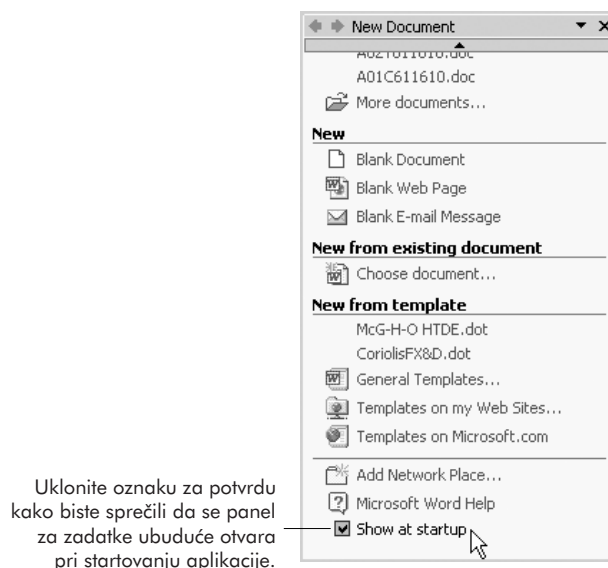 New Document
A01C611610.doc
More documents...
New
Blank Document
Blank Web Page
Blank E-mail Message
New from existing document
Choose document...
New from template
McG-H-O HTDE.dot
CoriolisFX&D.dot
General Templates...
Templates on my Web Sites...
Templates on Microsoft.com
Add Network Place...
Microsoft Word Help
Show at startup
Uklonite oznaku za potvrdu
kako biste sprečili da se panel
za zadatke ubuduće otvara
pri startovanju aplikacije.